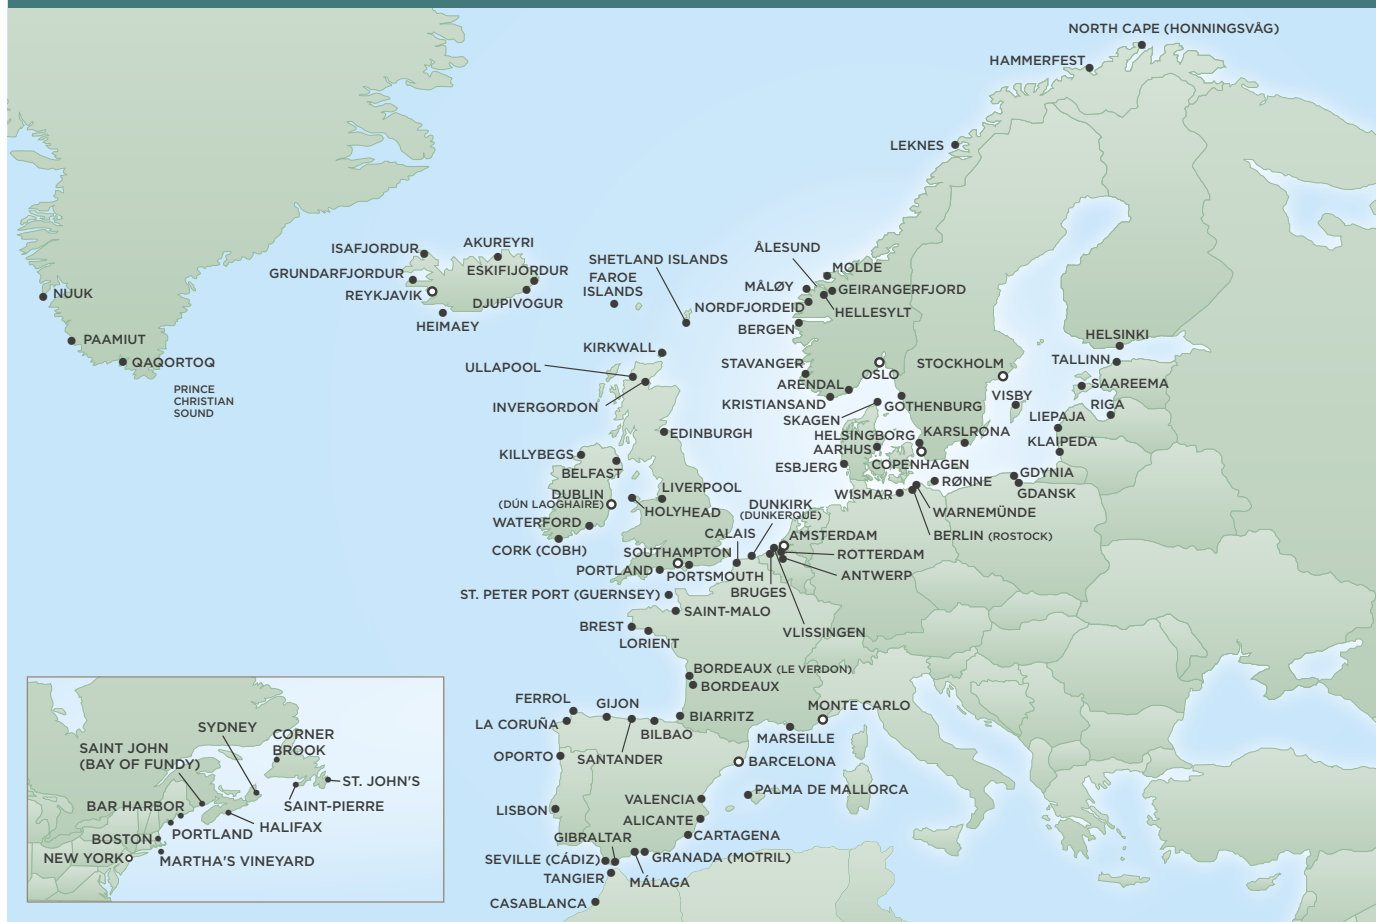 NORTH CAPE (HONNINGSVÅG)
HAMMERFEST
LEKNES
ISAFJORDUR
AKUREYRI
GRUNDARFJORDUR
ESKIFIJORDUR
REYKJAVIK
DJUPIVOGUR
HEIMAEY
NUUK
PAAMIUT
QAQORTOQ
PRINCE
CHRISTIAN
SOUND
SHETLAND ISLANDS
FAROE
ISLANDS
ÅLESUND
MOLDE
MÅLØY
GEIRANGERFJORD
NORDFJORDEID
HELLESYLT
BERGEN
KIRKWALL
ULLAPOOL
INVERGORDON
STAVANGER
OSLO
STOCKHOLM
HELSINKI
TALLINN
ARENDAL
KRISTIANSAND
SKAGEN
GOTHENBURG
VISBY
SAAREEMA
RIGA
LIEPAJA
EDINBURGH
HELSINGBORG
KARSLRONA
KLAIPEDA
AARHUS
COPENHAGEN
ESBJERG
KILLYBEGS
BELFAST
RØNNE
GDYNIA
GDANSK
WISMAR
WARNEMÜNDE
BERLIN (ROSTOCK)
DUBLIN
(DÚN LAOGHAIRE)
LIVERPOOL
HOLYHEAD
DUNKIRK
(DUNKERQUE)
WATERFORD
CORK (COBH)
CALAIS
AMSTERDAM
SOUTHAMPTON
ROTTERDAM
PORTLAND
PORTSMOUTH
ANTWERP
BRUGES
ST. PETER PORT (GUERNSEY)
SAINT-MALO
VLISSINGEN
BREST
LORIENT
BORDEAUX (LE VERDON)
BORDEAUX
FERROL
GIJON
BIARRITZ
MONTE CARLO
LA CORUÑA
BILBAO
MARSEILLE
OPORTO
SANTANDER
BARCELONA
PALMA DE MALLORCA
LISBON
VALENCIA
ALICANTE
GIBRALTAR
CARTAGENA
SEVILLE (CÁDIZ)
GRANADA (MOTRIL)
TANGIER
MÁLAGA
CASABLANCA
SYDNEY
CORNER
BROOK
SAINT JOHN
(BAY OF FUNDY)
ST. JOHN'S
SAINT-PIERRE
BAR HARBOR
HALIFAX
PORTLAND
BOSTON
NEW YORK
MARTHA'S VINEYARD